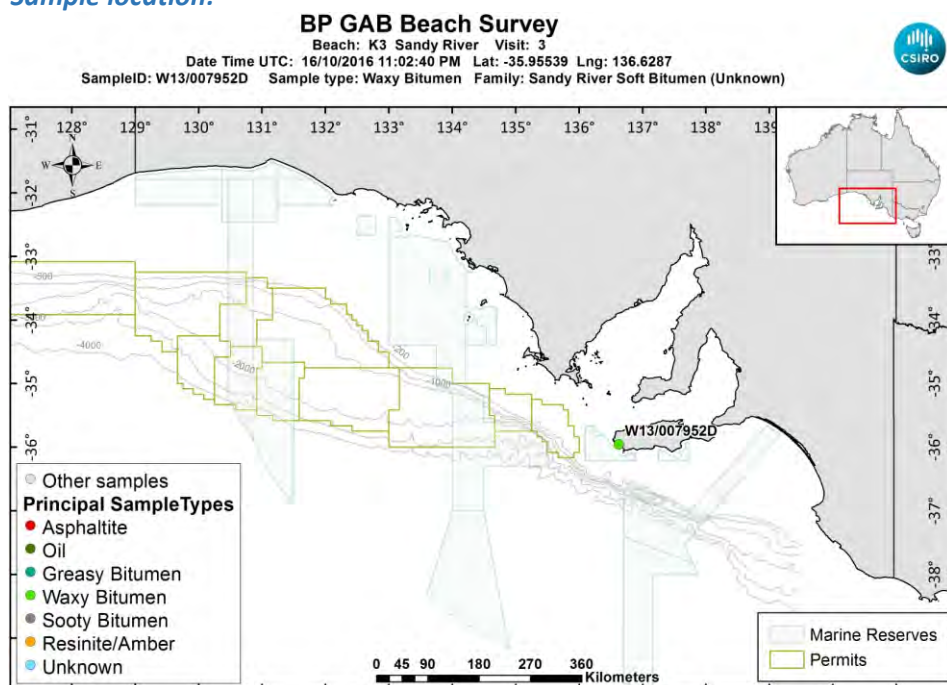 Sample location:
BP GAB Beach Survey
Beach: K3 Sandy River Visit: 3
Date Time UTC: 16/10/2016 11:02:40 PM Lat: -35.95539 Lng: 136.6287
SampleID: W13/007952D Sample type: Waxy Bitumen Family: Sandy River Soft Bitumen (Unknown)
CSIRO
128° 129° 130° 131° 132° 133° 134° 135° 136° 137° 138° 139
-31°
-31°
N
W E
S
-32°
-32°
-33°
-33°
-34°
-34°
-35°
-35°
-36°
-36°
-37°
-38°
-4000
-2000
-200
-1000
W13/007952D
Other samples
Principal SampleTypes
Asphaltite
Oil
Greasy Bitumen
Waxy Bitumen
Sooty Bitumen
Resinite/Amber
Unknown
0 45 90 180 270 360
Kilometers
Marine Reserves
Permits